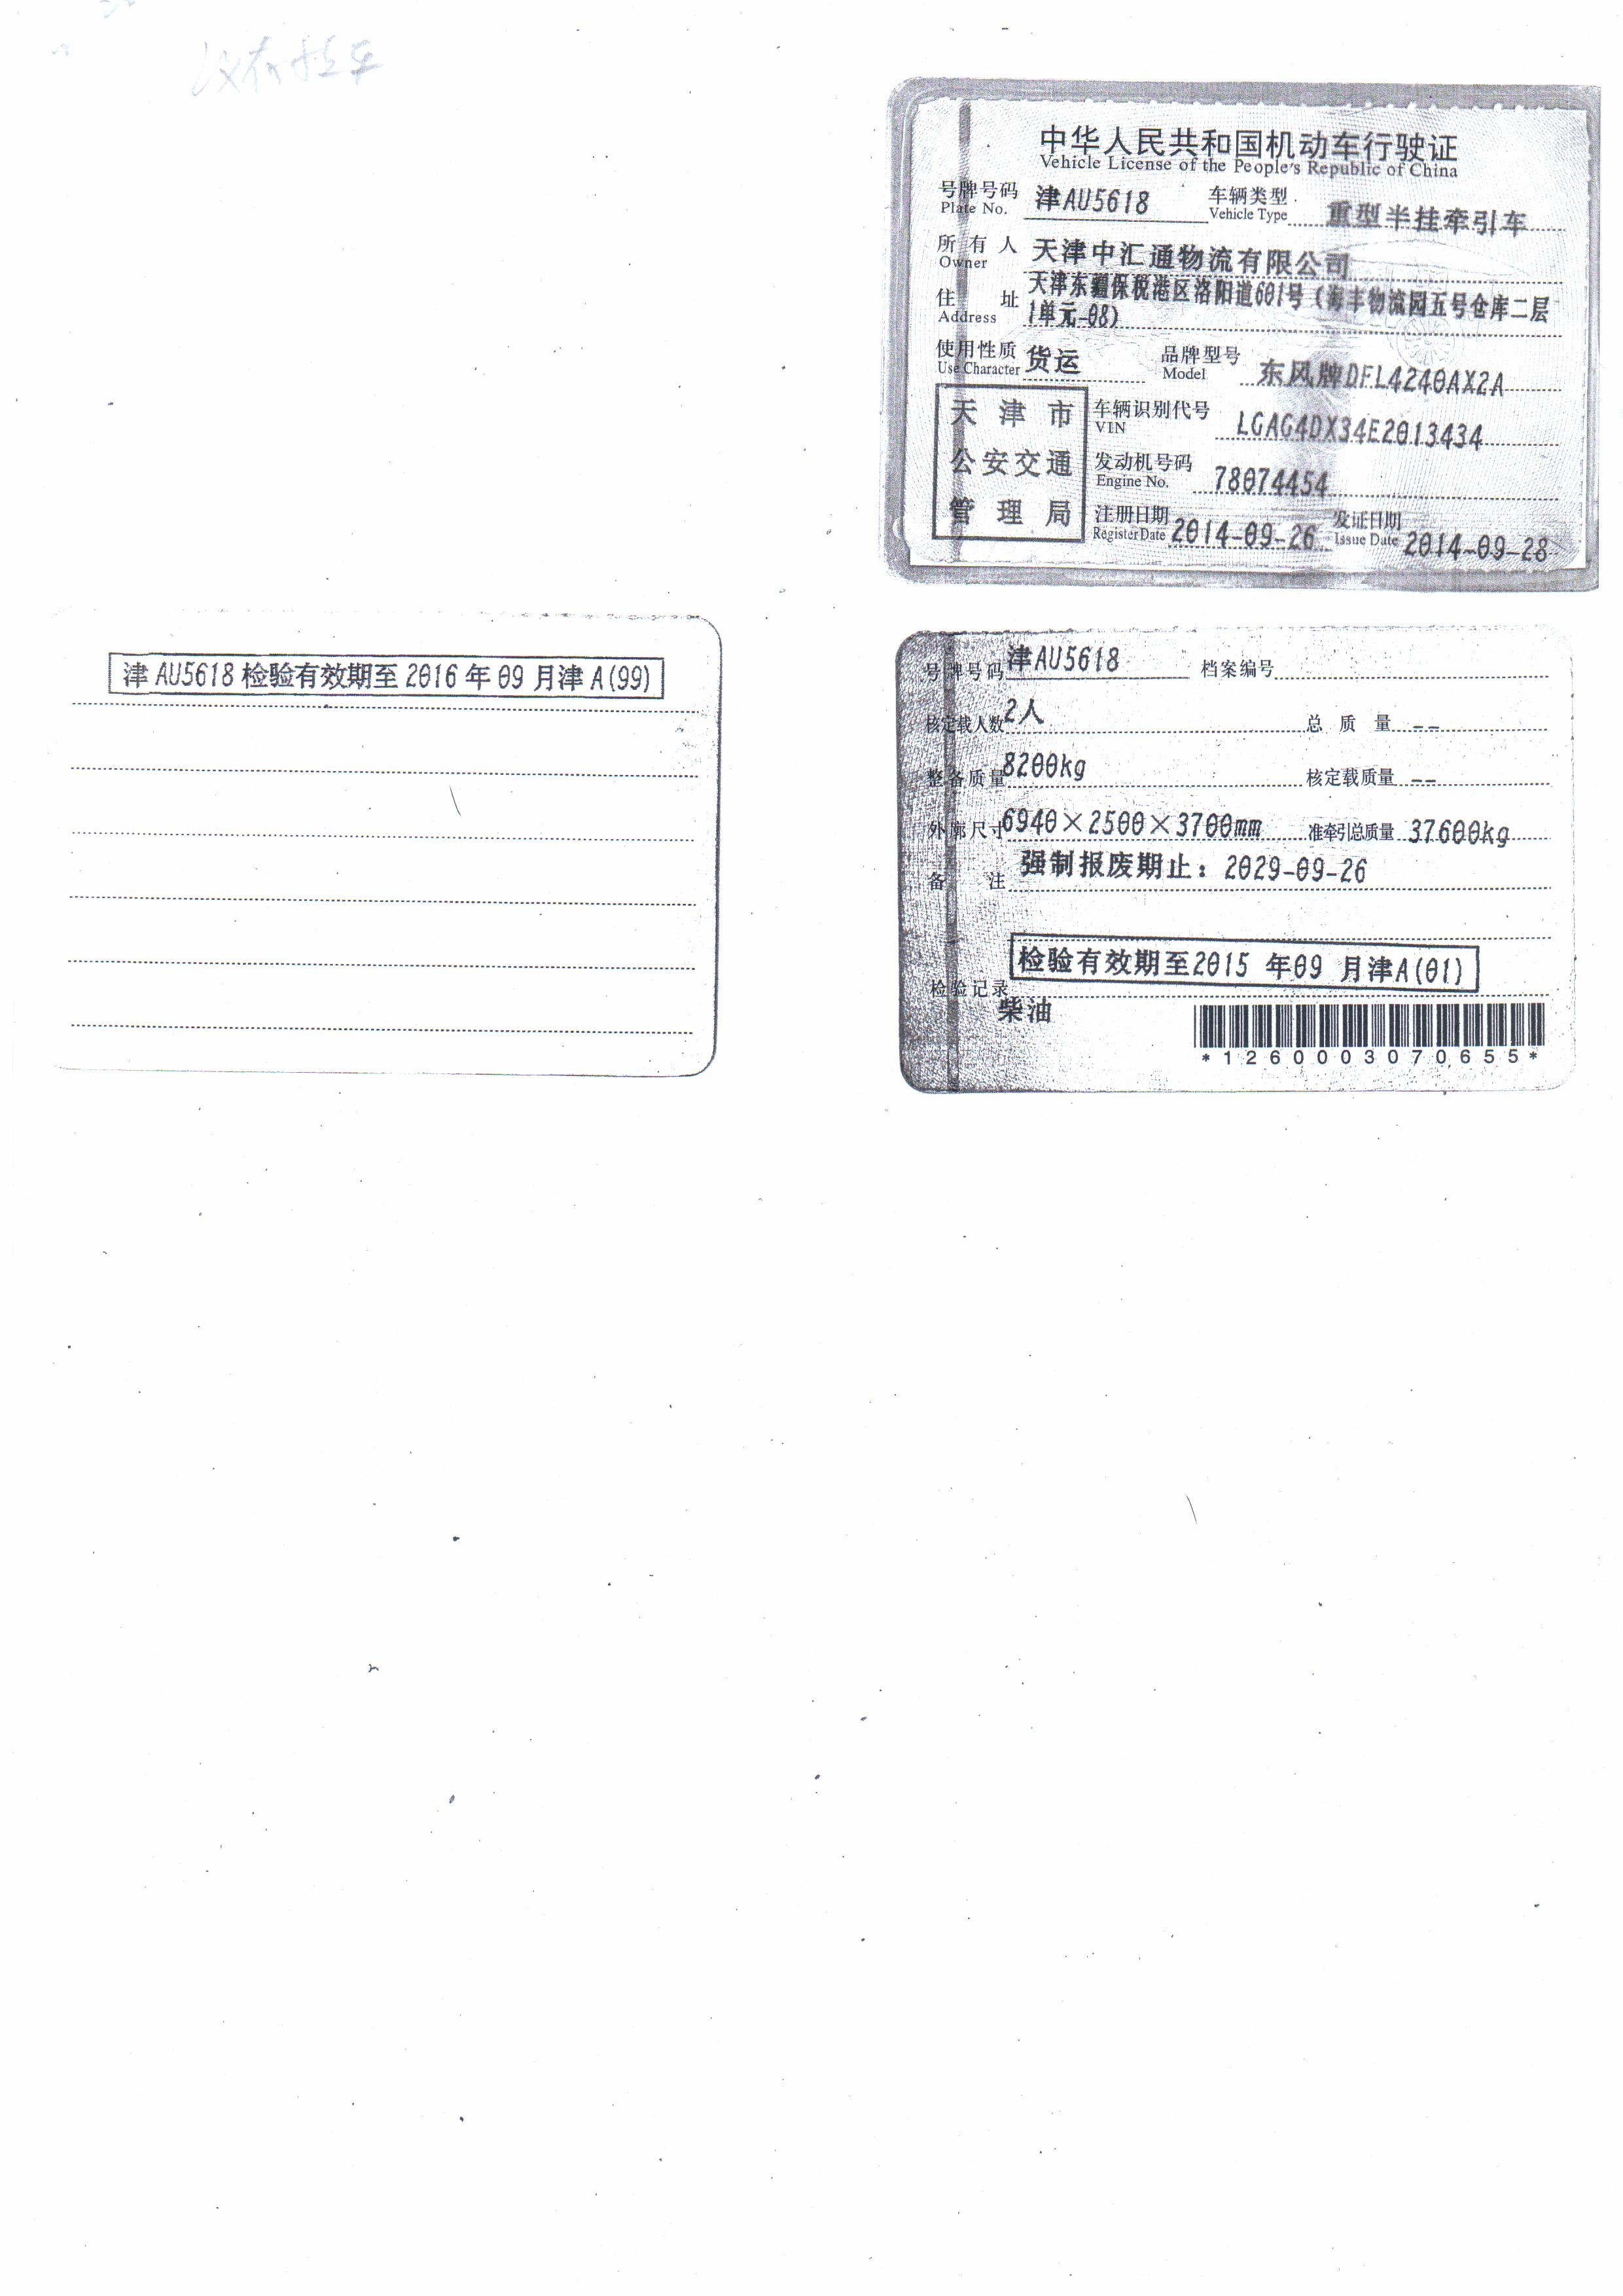 中华人民共和国机动车行驶证
Vehicle License of the People's Republic of China
号牌号码 津AU5618 车辆类型 重型半挂牵引车
Plate No. Vehicle Type
所有人 天津中汇通物流有限公司
Owner
住址 天津东疆保税港区洛阳道601号（海丰物流园五号仓库二层
Address 1单元-08)
使用性质 货运 品牌型号 东风牌DFL4240AX2A
Use Character Model
天津市
公安交通
管理局
车辆识别代号 LGAG4DX34E2013434
VIN
发动机号码 78074454
Engine No.
注册日期 2014-09-26 发证日期 2014-09-28
Register Date Issue Date
津AU5618检验有效期至2016年09月津A(99)
号牌号码 津AU5618 档案编号
核定载人数 2人 总质量 --
整备质量 8200kg 核定载质量 --
外廓尺寸 6940×2500×3700mm 准牵引总质量 37600kg
备注 强制报废期止：2029-09-26
检验有效期至2015年09月津A(01)
检验记录
柴油
*1260003070655*